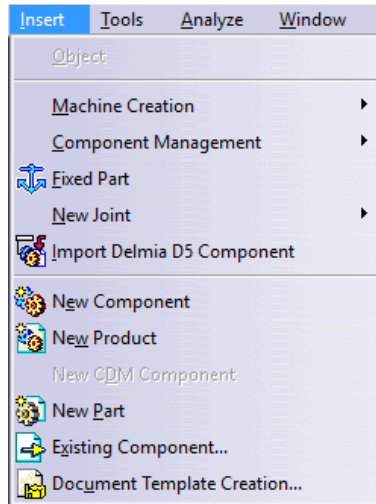 Insert Tools Analyze Window
Object
Machine Creation
Component Management
Fixed Part
New Joint
Import Delmia D5 Component
New Component
New Product
New CDM Component
New Part
Existing Component...
Document Template Creation...